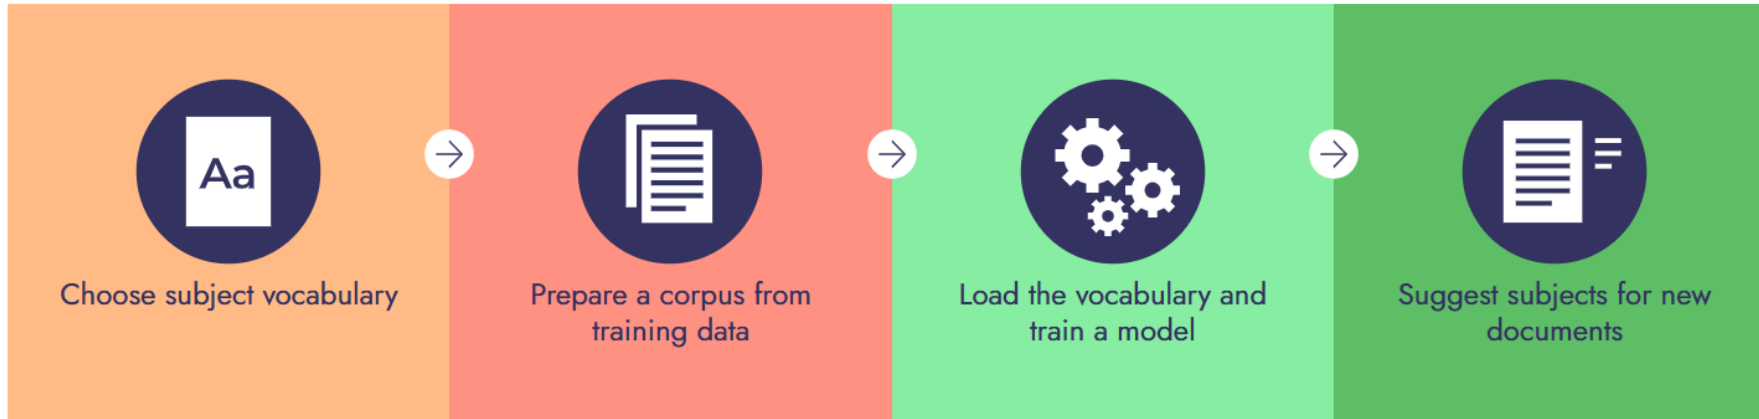 Aa
Choose subject vocabulary
Prepare a corpus from
training data
Load the vocabulary and
train a model
Suggest subjects for new
documents